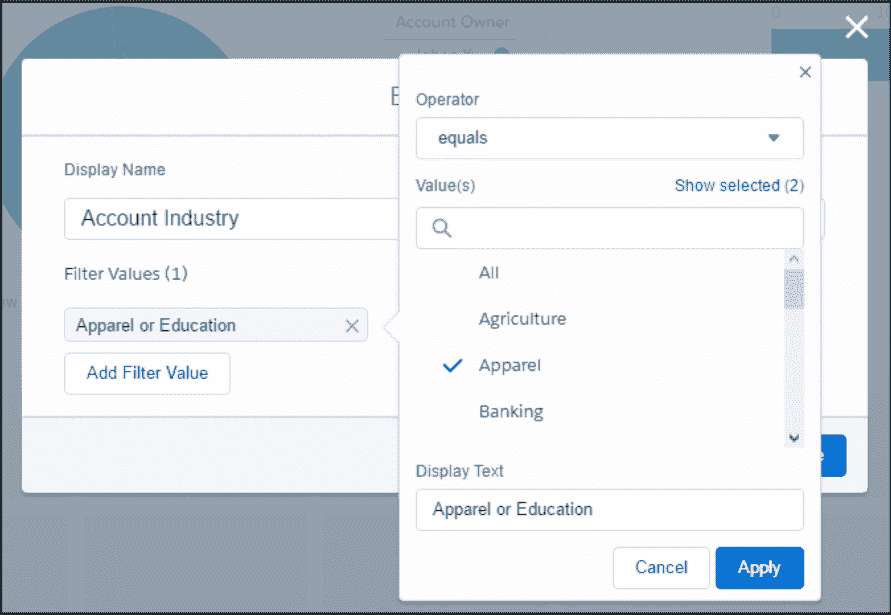 Account Owner
Operator
equals
Display Name
Value(s)
Show selected (2)
Account Industry
Filter Values (1)
All
Agriculture
Apparel or Education
Apparel
Add Filter Value
Banking
Display Text
Apparel or Education
Cancel
Apply